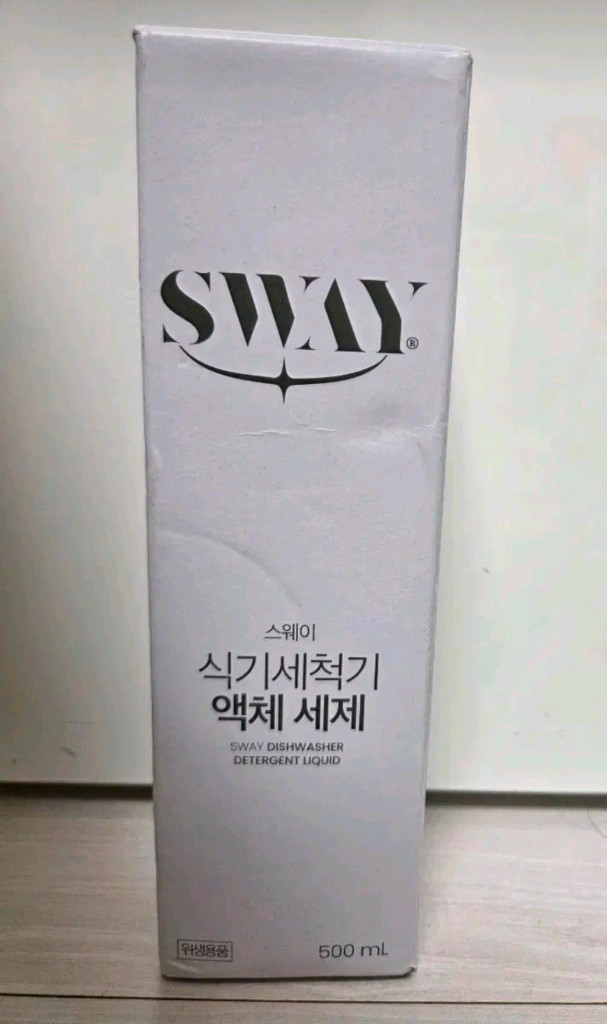 SWAY®
스웨이
식기세척기
액체 세제
SWAY DISHWASHER
DETERGENT LIQUID
위생용품 500 mL